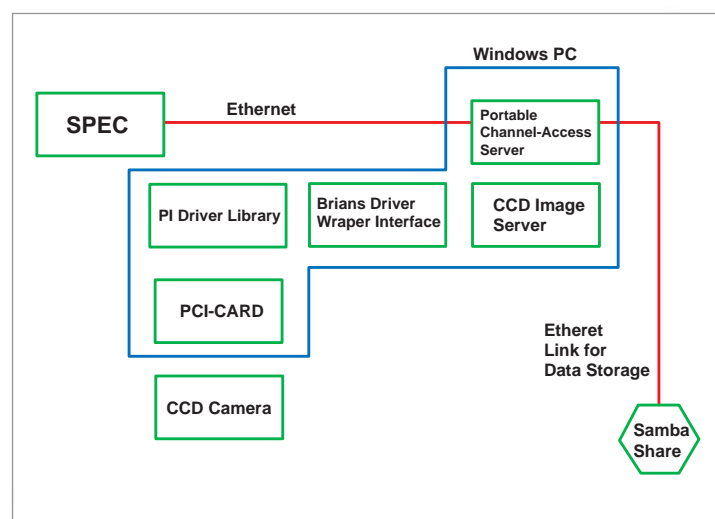 Windows PC
SPEC
Ethernet
Portable
Channel-Access
Server
PI Driver Library
Brians Driver
Wraper Interface
CCD Image
Server
PCI-CARD
Etheret
Link for
Data Storage
CCD Camera
Samba
Share